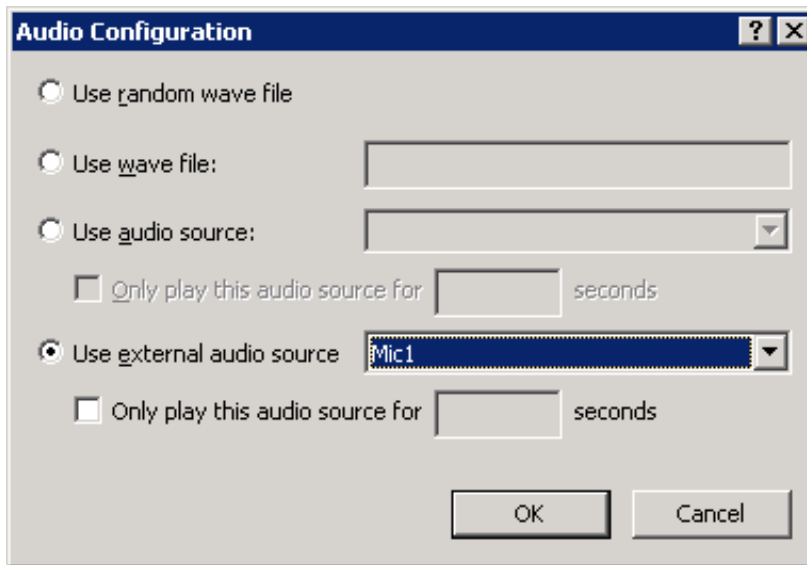 Audio Configuration
Use random wave file
Use wave file:
Use audio source:
Only play this audio source for seconds
Use external audio source Mic1
Only play this audio source for seconds
OK Cancel